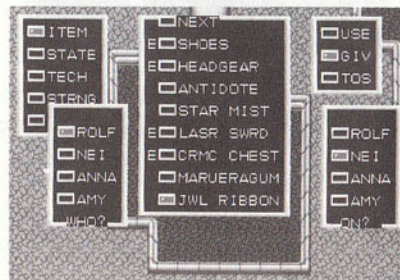 ITEM
STATE
TECH
STRNG
ROLF
NEI
ANNA
AMY
WHO?
NEXT
E SHOES
E HEADGEAR
ANTIDOTE
STAR MIST
E LASR SWRD
E CRMC CHEST
MARUERAGUM
JWL RIBBON
USE
GIV
TOS
ROLF
NEI
ANNA
AMY
ON?